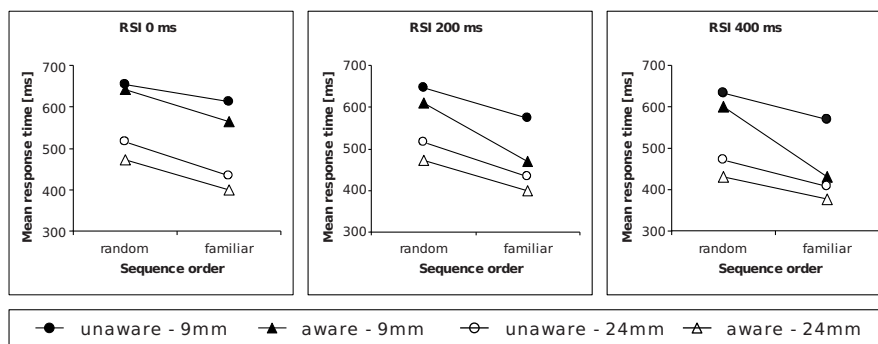 RSI 0 ms
Mean response time [ms]
700
600
500
400
300
random familiar
Sequence order
RSI 200 ms
Mean response time [ms]
700
600
500
400
300
random familiar
Sequence order
RSI 400 ms
Mean response time [ms]
700
600
500
400
300
random familiar
Sequence order
unaware - 9mm aware - 9mm unaware - 24mm aware - 24mm